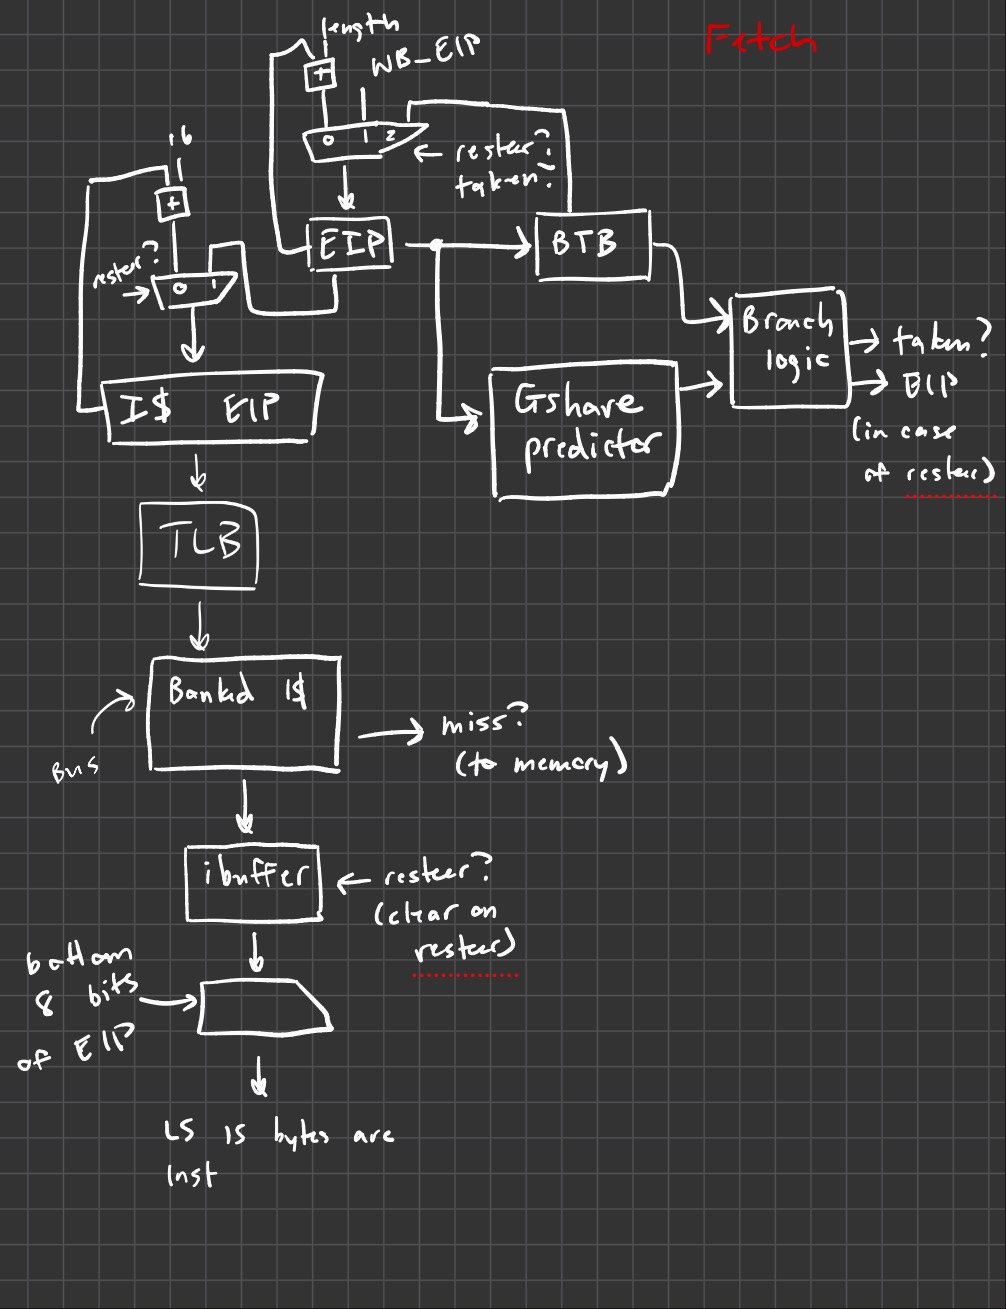 Fetch
length
+
WB_EIP
0 1 2
resteer?
taken?
16
+
resteer?
0 1
EIP
BTB
Branch
logic
taken?
EIP
(in case
of resteer)
I$ EIP
Gshare
predictor
TLB
Banked I$
Bus
miss?
(to memory)
ibuffer
resteer?
(clear on
resteer)
bottom
8 bits
of EIP
LS 15 bytes are
inst